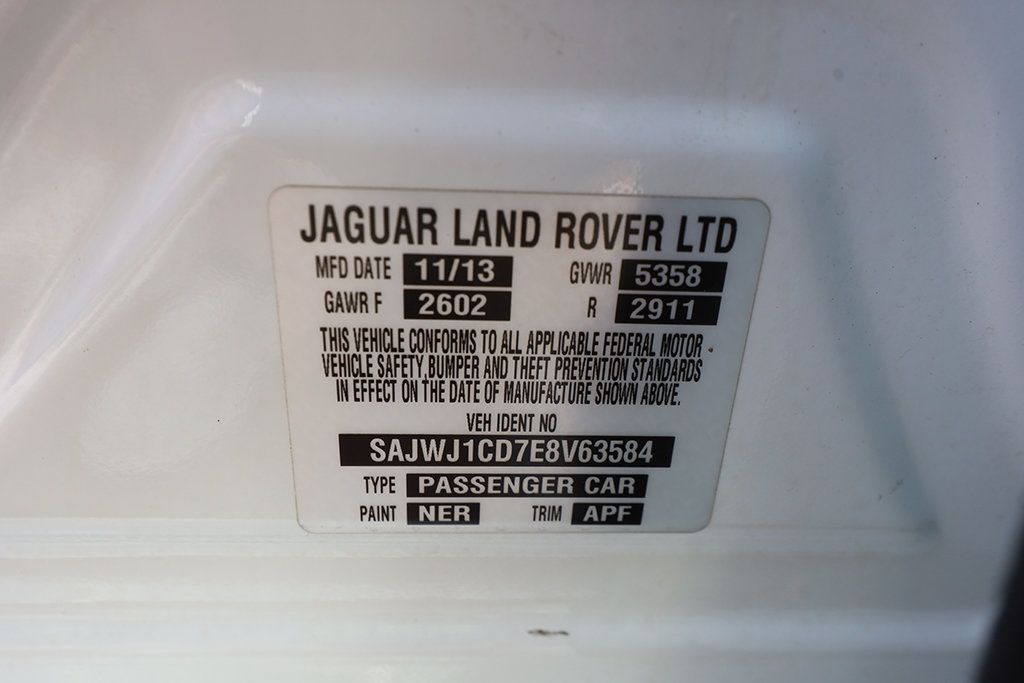 JAGUAR LAND ROVER LTD
MFD DATE 11/13 GVWR 5358
GAWR F 2602 R 2911
THIS VEHICLE CONFORMS TO ALL APPLICABLE FEDERAL MOTOR
VEHICLE SAFETY, BUMPER AND THEFT PREVENTION STANDARDS
IN EFFECT ON THE DATE OF MANUFACTURE SHOWN ABOVE.
VEH IDENT NO
SAJWJ1CD7E8V63584
TYPE PASSENGER CAR
PAINT NER TRIM APF